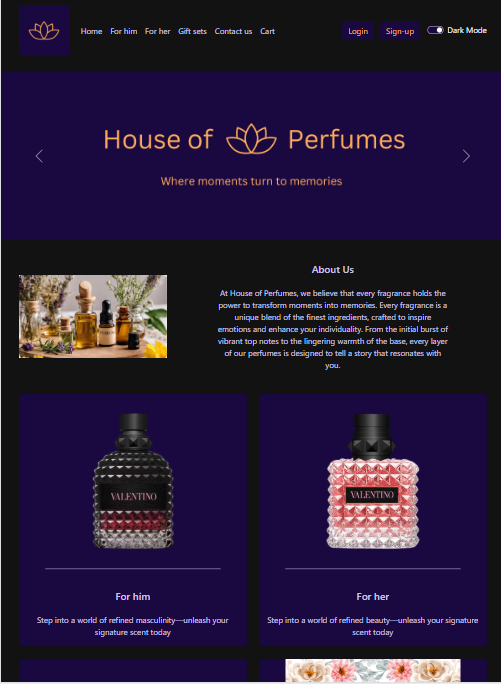 Home For him For her Gift sets Contact us Cart Login Sign-up Dark Mode
House of Perfumes
Where moments turn to memories
About Us
At House of Perfumes, we believe that every fragrance holds the
power to transform moments into memories. Every fragrance is a
unique blend of the finest ingredients, crafted to inspire
emotions and enhance your individuality. From the initial burst of
vibrant top notes to the lingering warmth of the base, every layer
of our perfumes is designed to tell a story that resonates with
you.
VALENTINO
VALENTINO
For him
Step into a world of refined masculinity—unleash your
signature scent today
For her
Step into a world of refined beauty—unleash your signature
scent today